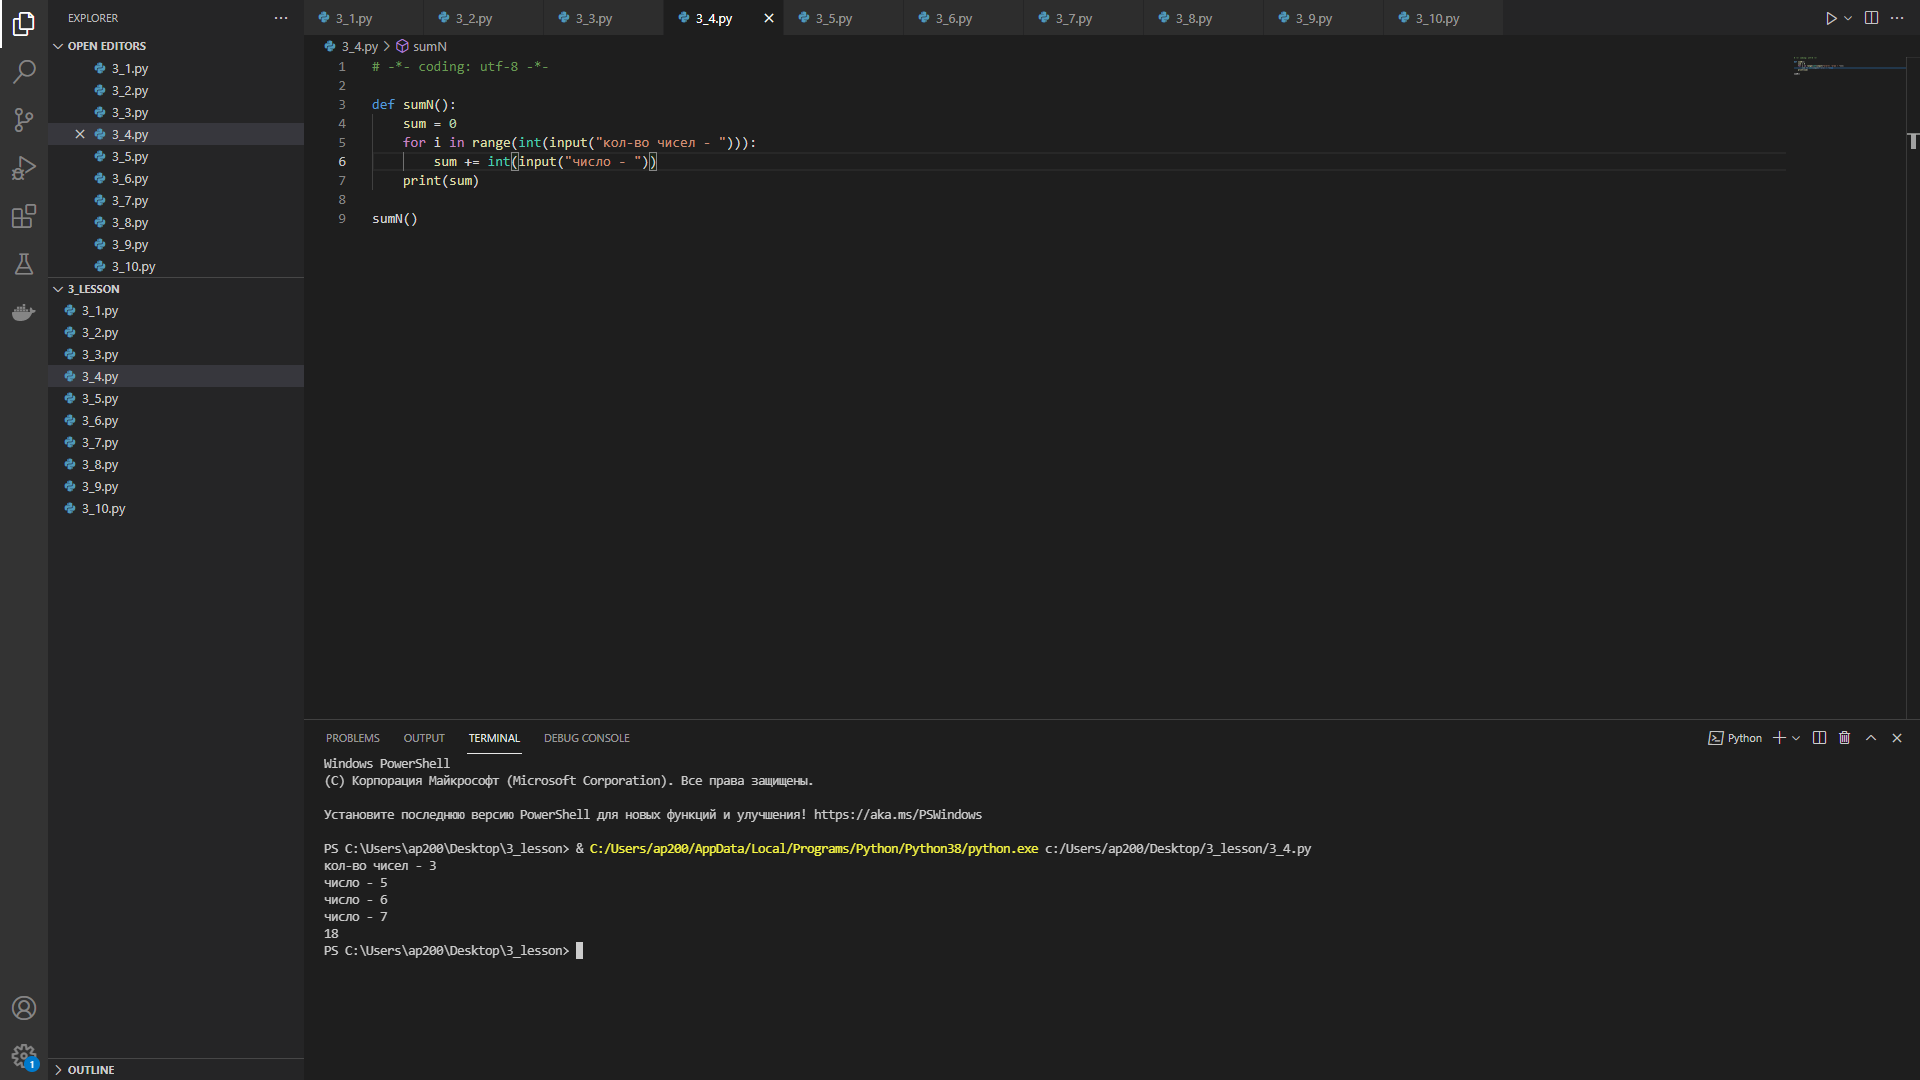 EXPLORER
OPEN EDITORS
3_1.py
3_2.py
3_3.py
3_4.py
3_5.py
3_6.py
3_7.py
3_8.py
3_9.py
3_10.py
3_LESSON
3_1.py
3_2.py
3_3.py
3_4.py
3_5.py
3_6.py
3_7.py
3_8.py
3_9.py
3_10.py
OUTLINE
1
3_1.py 3_2.py 3_3.py 3_4.py 3_5.py 3_6.py 3_7.py 3_8.py 3_9.py 3_10.py
3_4.py > sumN
1 # -*- coding: utf-8 -*-
2
3 def sumN():
4 sum = 0
5 for i in range(int(input("кол-во чисел - "))):
6 sum += int(input("число - "))
7 print(sum)
8
9 sumN()
PROBLEMS OUTPUT TERMINAL DEBUG CONSOLE Python
Windows PowerShell
(C) Корпорация Майкрософт (Microsoft Corporation). Все права защищены.
Установите последнюю версию PowerShell для новых функций и улучшения! https://aka.ms/PSWindows
PS C:\Users\ap200\Desktop\3_lesson> & C:/Users/ap200/AppData/Local/Programs/Python/Python38/python.exe c:/Users/ap200/Desktop/3_lesson/3_4.py
кол-во чисел - 3
число - 5
число - 6
число - 7
18
PS C:\Users\ap200\Desktop\3_lesson>